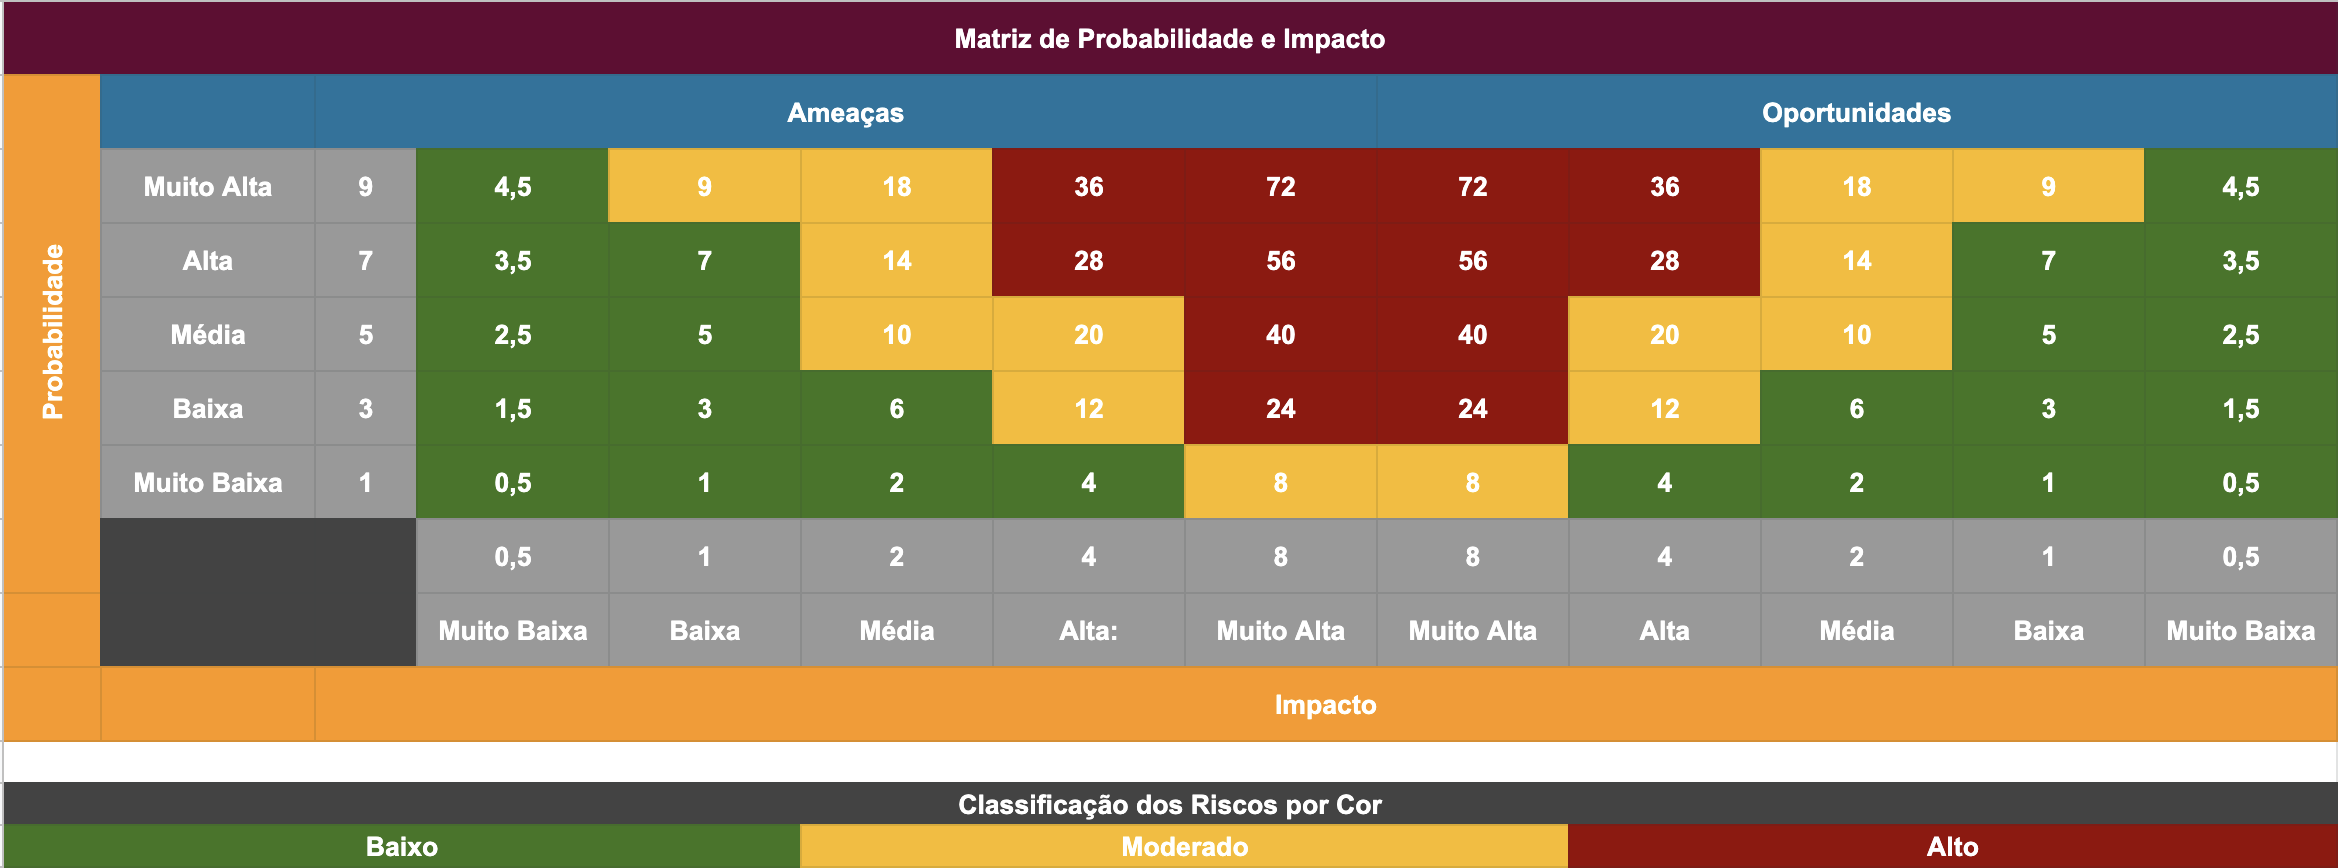 Matriz de Probabilidade e Impacto
Ameaças Oportunidades
Probabilidade
Muito Alta 9 4,5 9 18 36 72 72 36 18 9 4,5
Alta 7 3,5 7 14 28 56 56 28 14 7 3,5
Média 5 2,5 5 10 20 40 40 20 10 5 2,5
Baixa 3 1,5 3 6 12 24 24 12 6 3 1,5
Muito Baixa 1 0,5 1 2 4 8 8 4 2 1 0,5
0,5 1 2 4 8 8 4 2 1 0,5
Muito Baixa Baixa Média Alta: Muito Alta Muito Alta Alta Média Baixa Muito Baixa
Impacto
Classificação dos Riscos por Cor
Baixo Moderado Alto